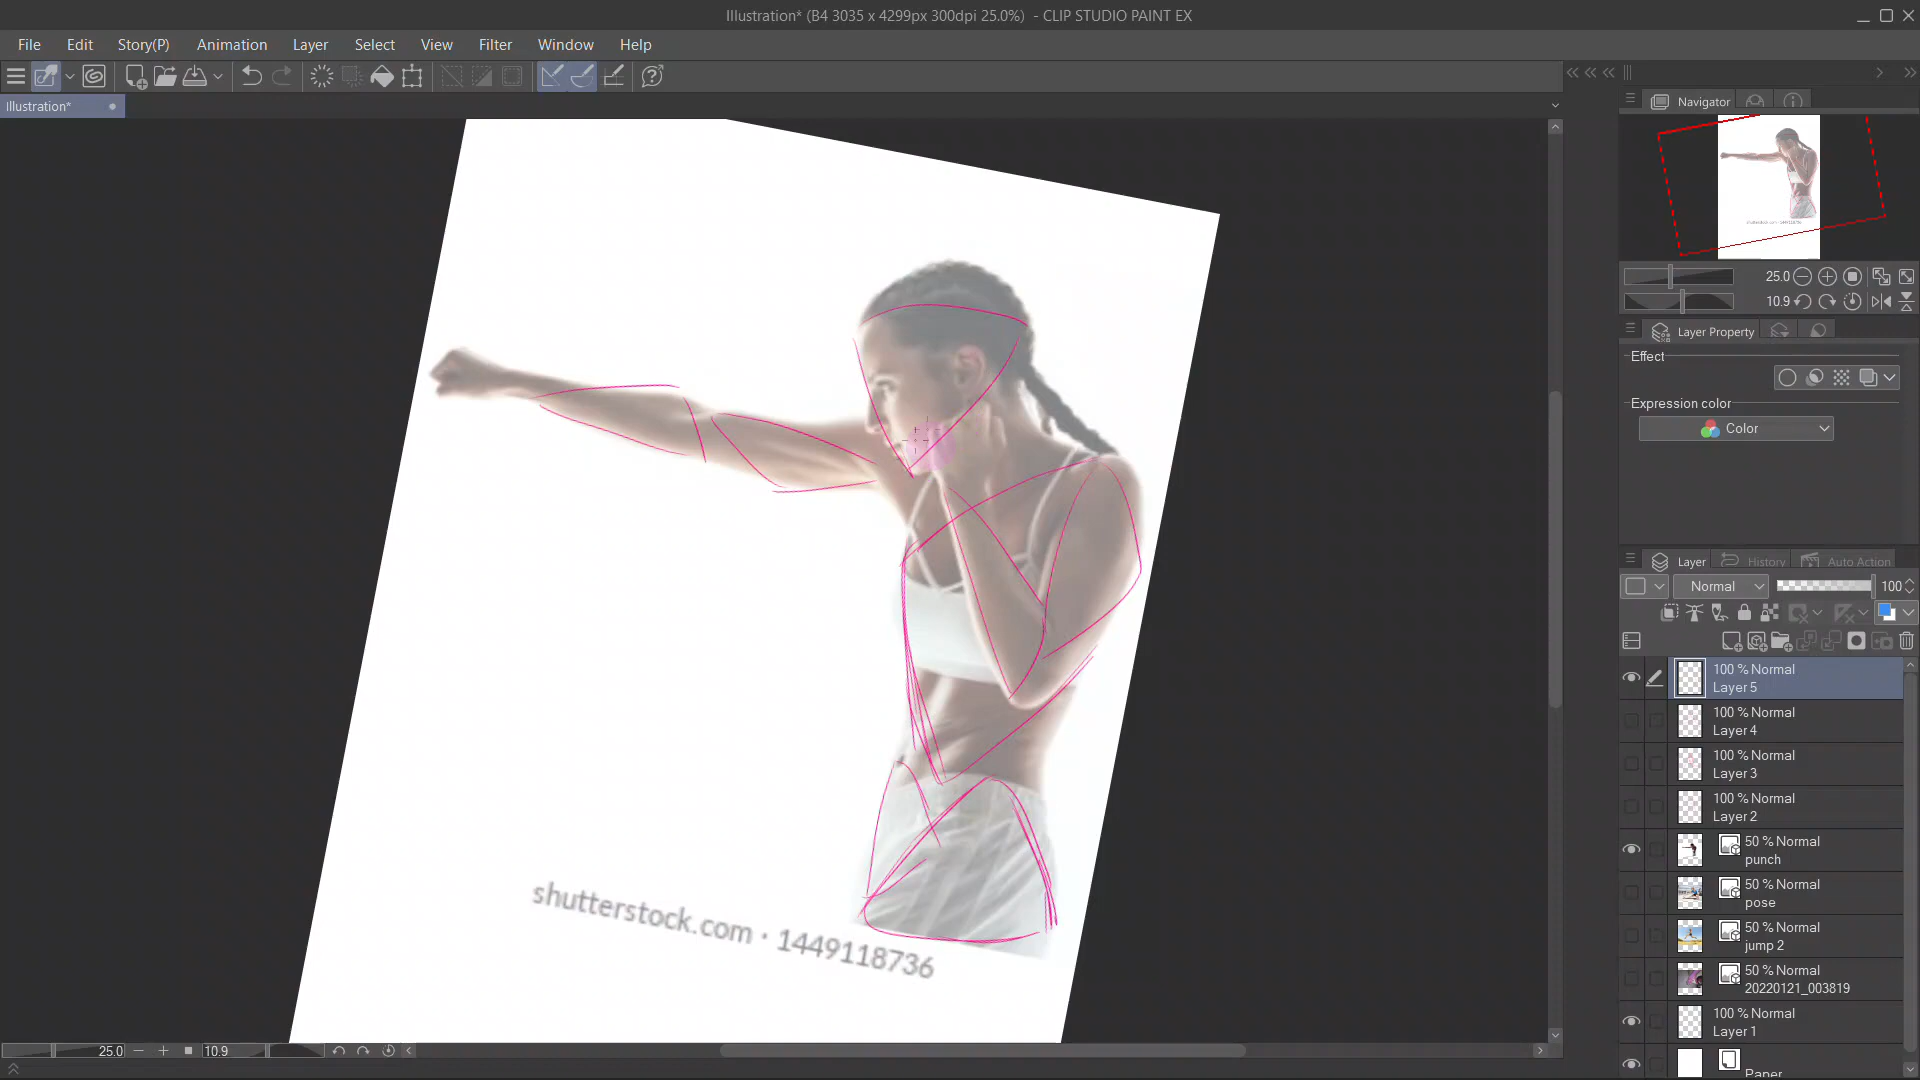 Illustration* (B4 3035 x 4299px 300dpi 25.0%) - CLIP STUDIO PAINT EX
File Edit Story(P) Animation Layer Select View Filter Window Help
Illustration*
Navigator
25.0
10.9
Layer Property
Effect
Expression color
Color
Layer History Auto Action
Normal 100
100 % Normal
Layer 5
100 % Normal
Layer 4
100 % Normal
Layer 3
100 % Normal
Layer 2
50 % Normal
punch
50 % Normal
pose
50 % Normal
jump 2
50 % Normal
20220121_003819
100 % Normal
Layer 1
Paper
shutterstock.com · 1449118736
25.0 10.9